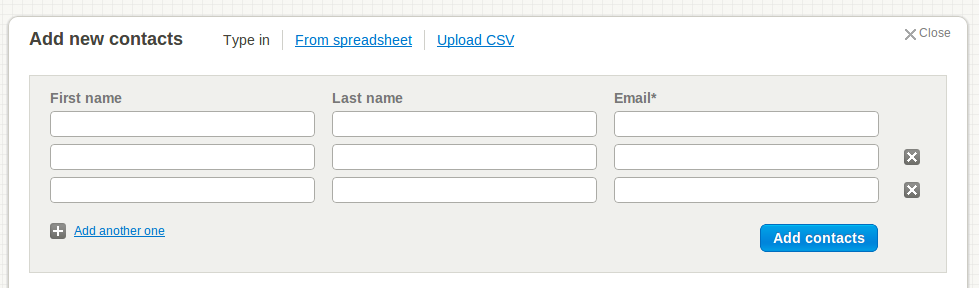 Add new contacts Type in From spreadsheet Upload CSV Close
First name Last name Email*
Add another one Add contacts